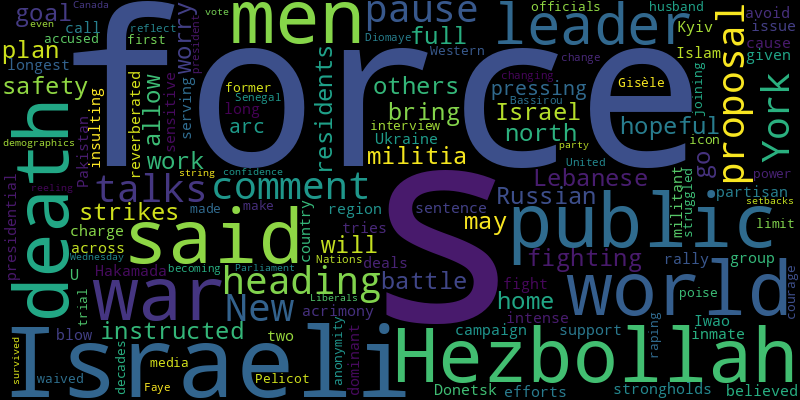 even
Canada
goal
officials
husband
vote
call
reflect
accused
first
men
pause
leader
Kyiv
avoid
plan
longest
safety
worry
president
Diomaye
full
Western
Islam
issue
cause
given
proposal
York
force
former
Senegal
long
arc
serving
sensitive
allow
reverberated
insulting
Pakistan
demographics
residents
others
bring
interview
Ukraine
militia
pressing
Bassirou
changing
change
Israel
north
party
Gisèle
hopeful
United
joining
go
icon
power
death
work
string
confidence
reeling
talks
comment
Lebanese
Russian
sentence
may
militant
struggled
partisan
setbacks
presidential
strikes
charge
made
make
country
region
tries
said
s
public
limit
across
Wednesday
U
Hakamada
becoming
Parliament
will
Nations
deals
heading
battle
fighting
rally
group
war
trial
New
Liberals
acrimony
fight
intense
home
world
poise
courage
blow
instructed
two
anonymity
dominant
campaign
support
raping
Iwao
inmate
Israeli
survived
waived
decades
media
Faye
Pelicot
Hezbollah
Donetsk
efforts
strongholds
believed